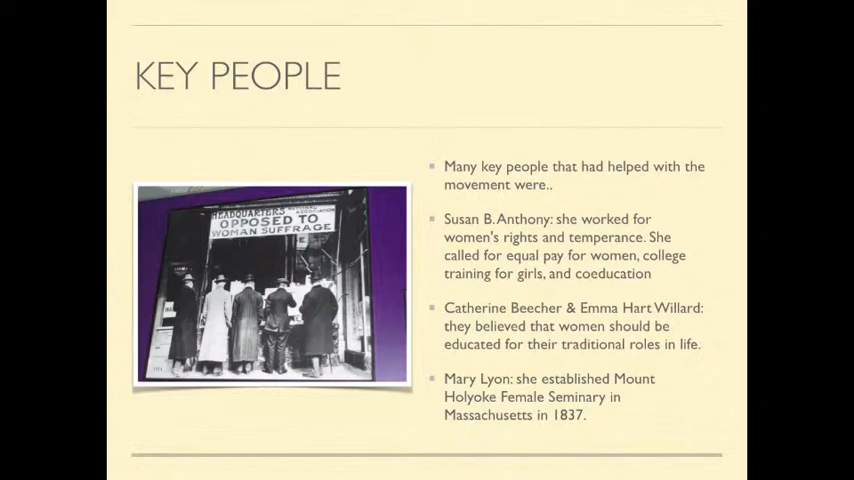 KEY PEOPLE
HEADQUARTERS NATIONAL ASSOCIATION
OPPOSED TO
WOMAN SUFFRAGE
Many key people that had helped with the
movement were..
Susan B. Anthony: she worked for
women's rights and temperance. She
called for equal pay for women, college
training for girls, and coeducation
Catherine Beecher & Emma Hart Willard:
they believed that women should be
educated for their traditional roles in life.
Mary Lyon: she established Mount
Holyoke Female Seminary in
Massachusetts in 1837.